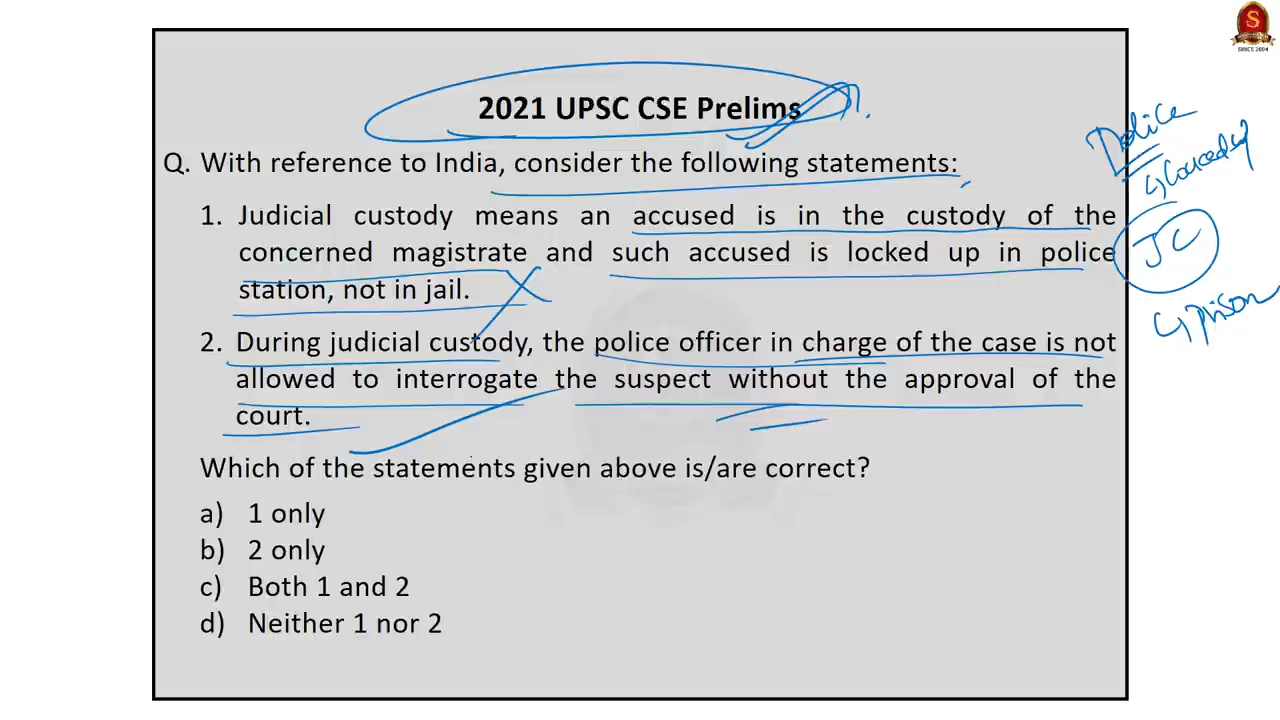 S
SINCE 2004
2021 UPSC CSE Prelims
Q. With reference to India, consider the following statements:
1. Judicial custody means an accused is in the custody of the
concerned magistrate and such accused is locked up in police
station, not in jail.
2. During judicial custody, the police officer in charge of the case is not
allowed to interrogate the suspect without the approval of the
court.
Which of the statements given above is/are correct?
a) 1 only
b) 2 only
c) Both 1 and 2
d) Neither 1 nor 2
Police
JC
prison